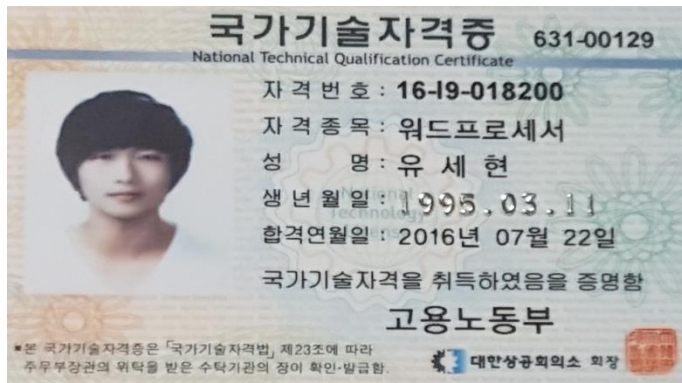 국가기술자격증 631-00129
National Technical Qualification Certificate
자 격 번 호 : 16-I9-018200
자 격 종 목 : 워드프로세서
성 명 : 유 세 현
생 년 월 일 : 1995.03.11
합격연월일 : 2016년 07월 22일
국가기술자격을 취득하였음을 증명함
고용노동부
■본 국가기술자격증은 「국가기술자격법」 제23조에 따라
주무부장관의 위탁을 받은 수탁기관의 장이 확인·발급함.
대한상공회의소 회장